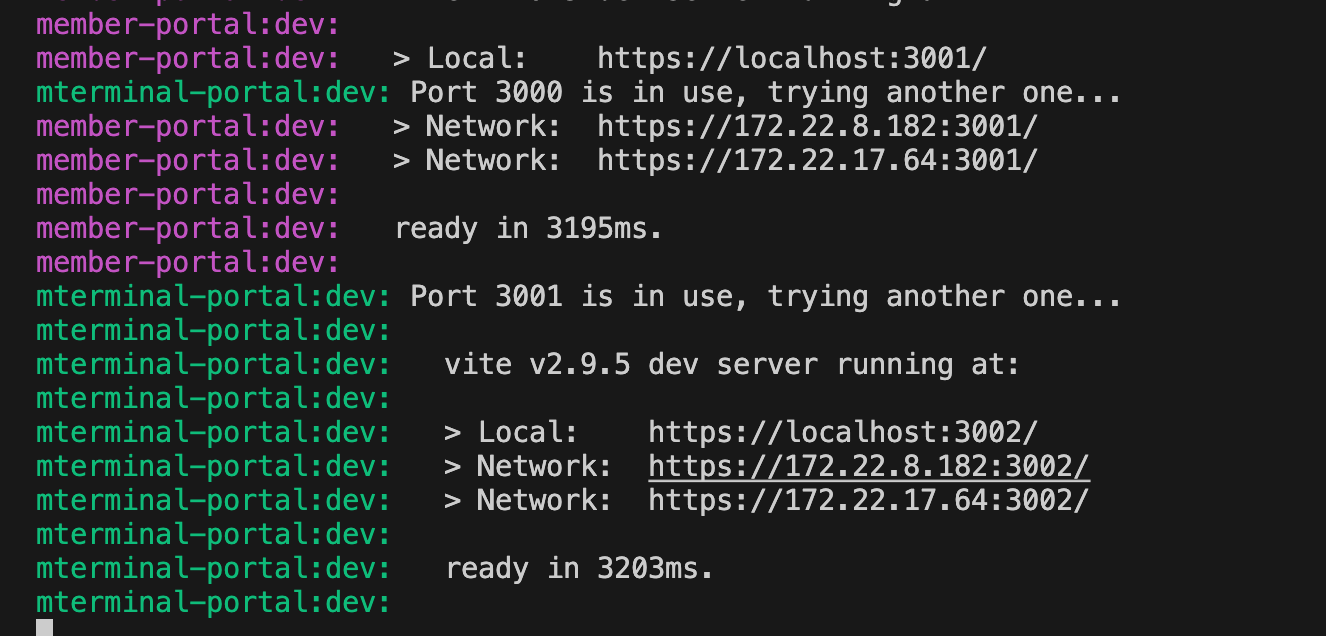 member-portal:dev:
member-portal:dev:   > Local:    https://localhost:3001/
mterminal-portal:dev: Port 3000 is in use, trying another one...
member-portal:dev:   > Network:  https://172.22.8.182:3001/
member-portal:dev:   > Network:  https://172.22.17.64:3001/
member-portal:dev:
member-portal:dev:   ready in 3195ms.
member-portal:dev:
mterminal-portal:dev: Port 3001 is in use, trying another one...
mterminal-portal:dev:
mterminal-portal:dev:   vite v2.9.5 dev server running at:
mterminal-portal:dev:
mterminal-portal:dev:   > Local:    https://localhost:3002/
mterminal-portal:dev:   > Network:  https://172.22.8.182:3002/
mterminal-portal:dev:   > Network:  https://172.22.17.64:3002/
mterminal-portal:dev:
mterminal-portal:dev:   ready in 3203ms.
mterminal-portal:dev: